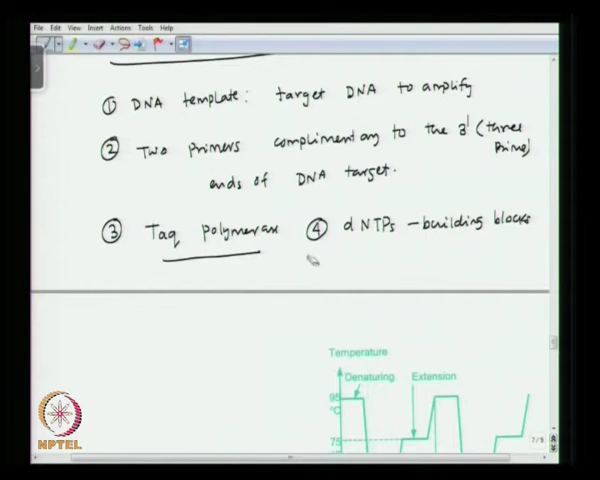 File Edit View Insert Actions Tools Help
① DNA template: target DNA to amplify
② Two Primers complimentary to the 3' (three prime)
ends of DNA target.
③ Taq polymerase ④ dNTPs – building blocks
Temperature
Denaturing Extension
95
°C
75
NPTEL
7/9